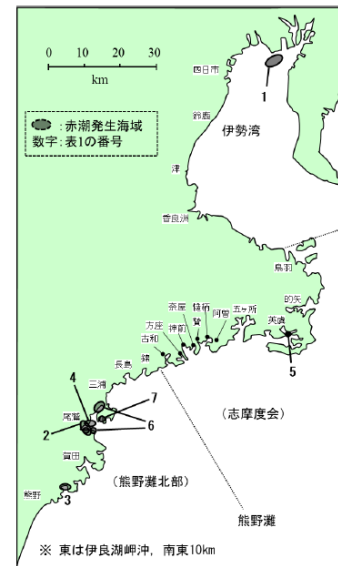 0 10 20 30
km
:赤潮発生海域
数字:表1の番号
四日市
1
鈴鹿
伊勢湾
津
香良洲
鳥羽
的矢
五ヶ所
英虞
阿曽
贄
奈屋
神前
方座
古和
錦
長島
5
三浦
4
7
尾鷲
2
6
(志摩度会)
賀田
(熊野灘北部)
熊野
3
熊野灘
※ 東は伊良湖岬沖,南東10km